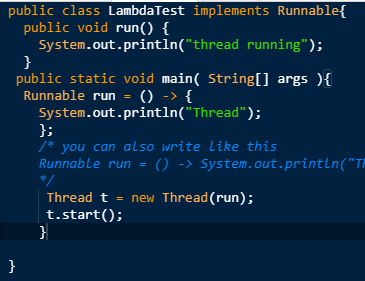 public class LambdaTest implements Runnable{
public void run() {
System.out.println("thread running");
}
public static void main( String[] args ){
Runnable run = () -> {
System.out.println("Thread");
};
/* you can also write like this
Runnable run = () -> System.out.println("Th
*/
Thread t = new Thread(run);
t.start();
}
}